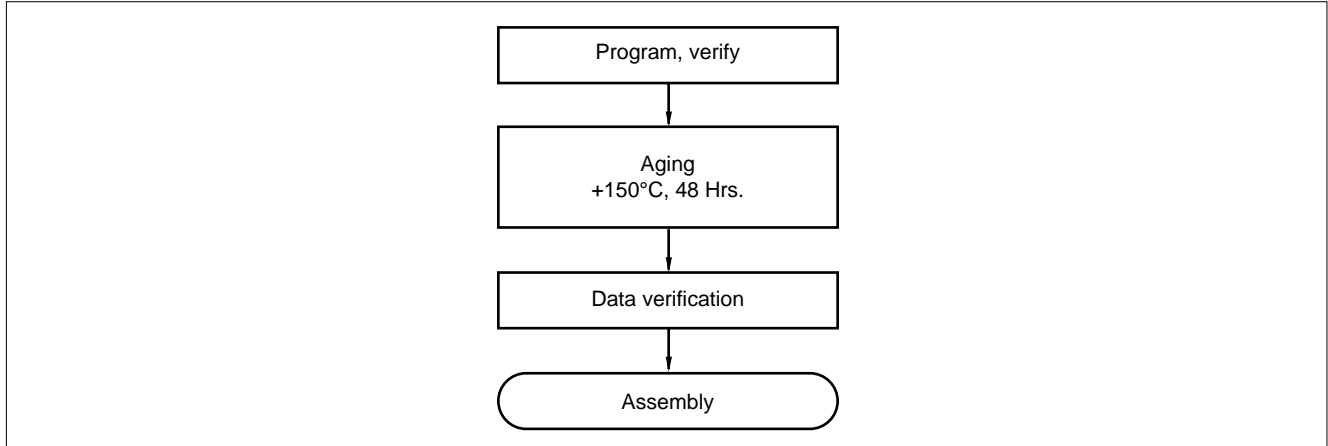 Program, verify
Aging
+150°C, 48 Hrs.
Data verification
Assembly